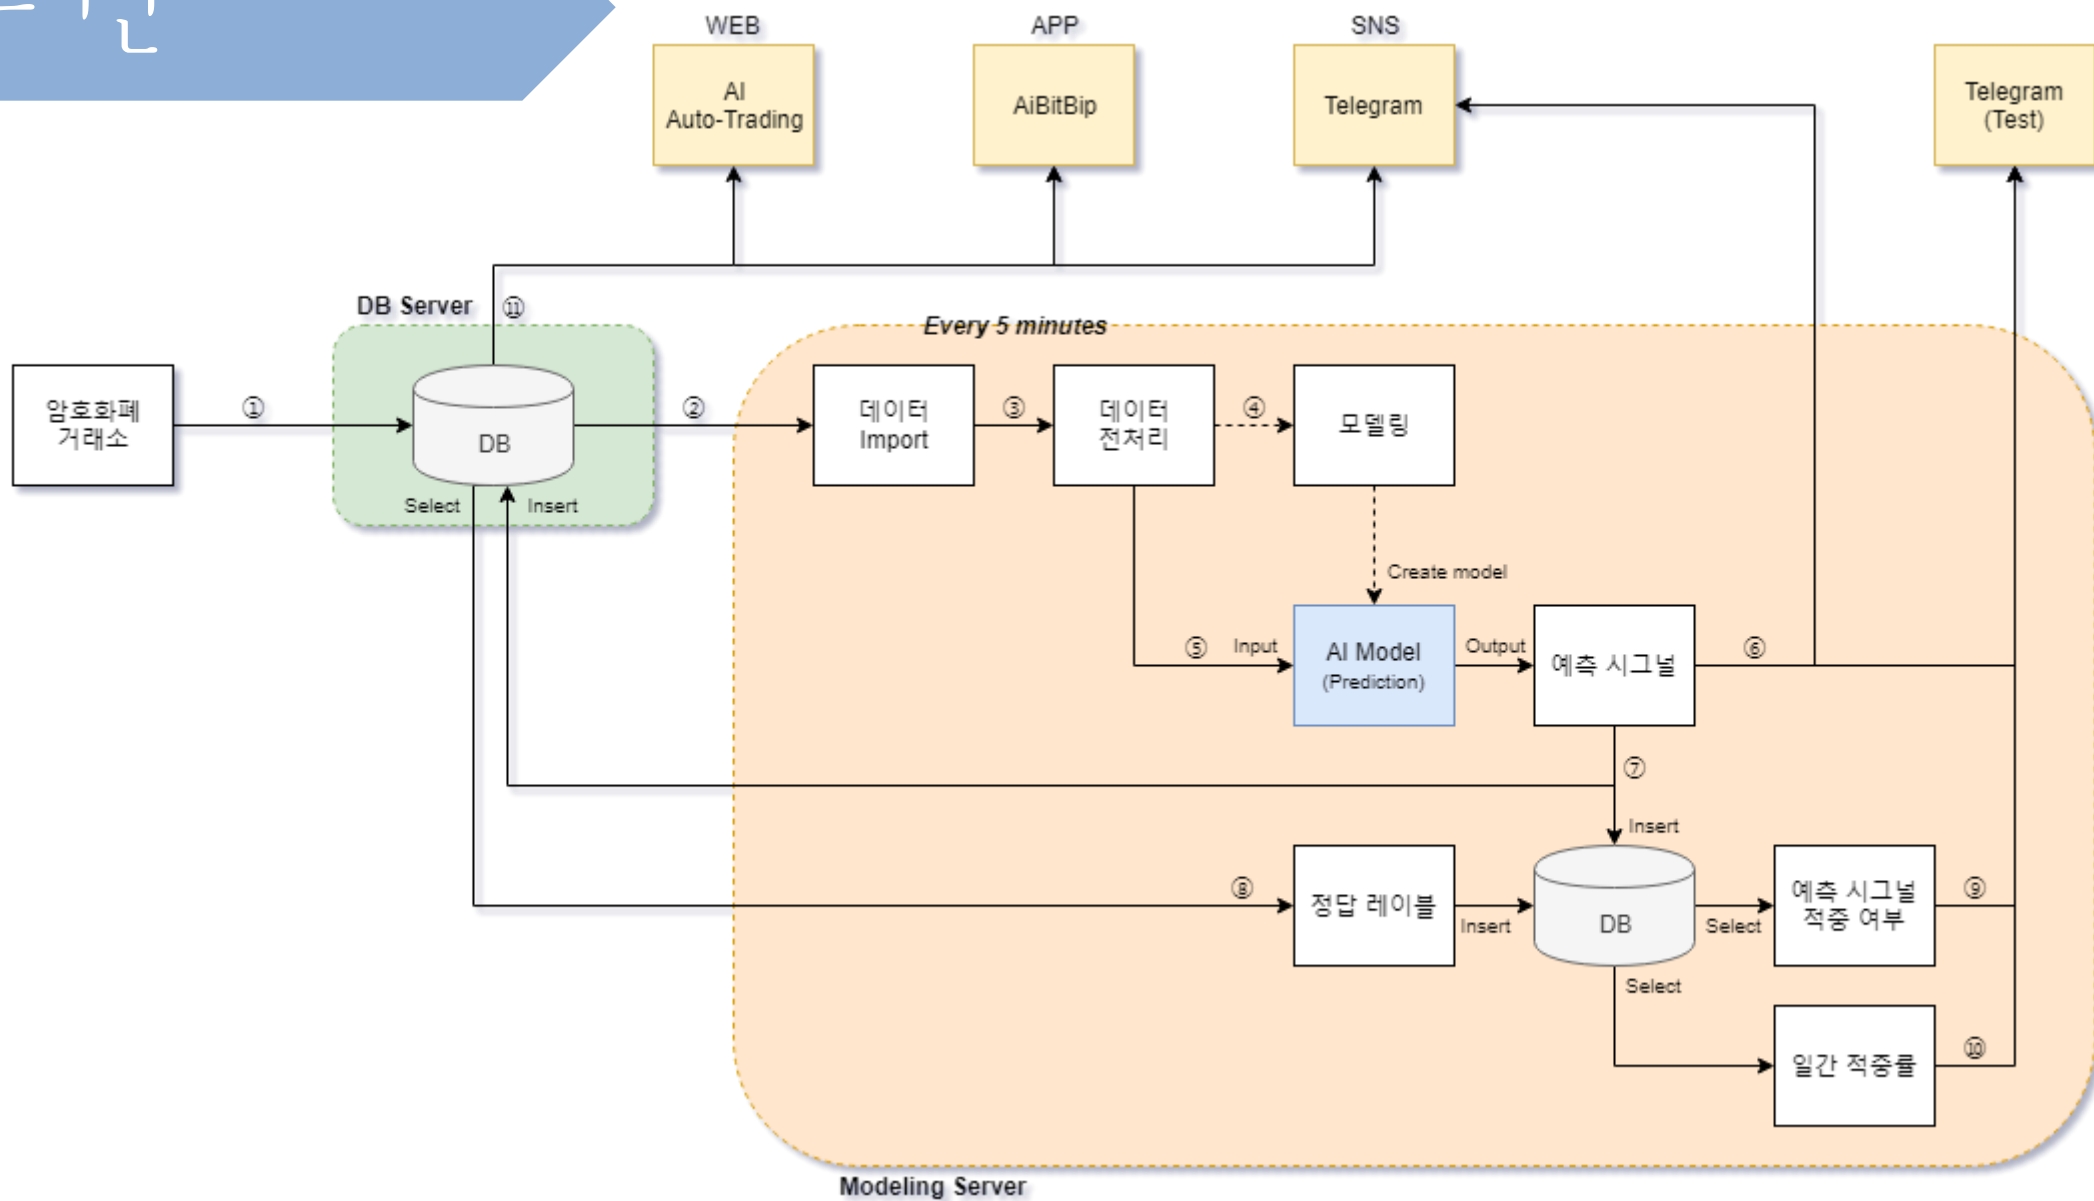 WEB
APP
SNS
AI
Auto-Trading
AiBitBip
Telegram
Telegram
(Test)
DB Server
⑪
Every 5 minutes
암호화폐
거래소
①
DB
②
데이터
Import
③
데이터
전처리
④
모델링
Select
Insert
Create model
⑤
Input
AI Model
(Prediction)
Output
예측 시그널
⑥
⑦
Insert
⑧
정답 레이블
Insert
DB
Select
예측 시그널
적중 여부
⑨
Select
일간 적중률
⑩
Modeling Server